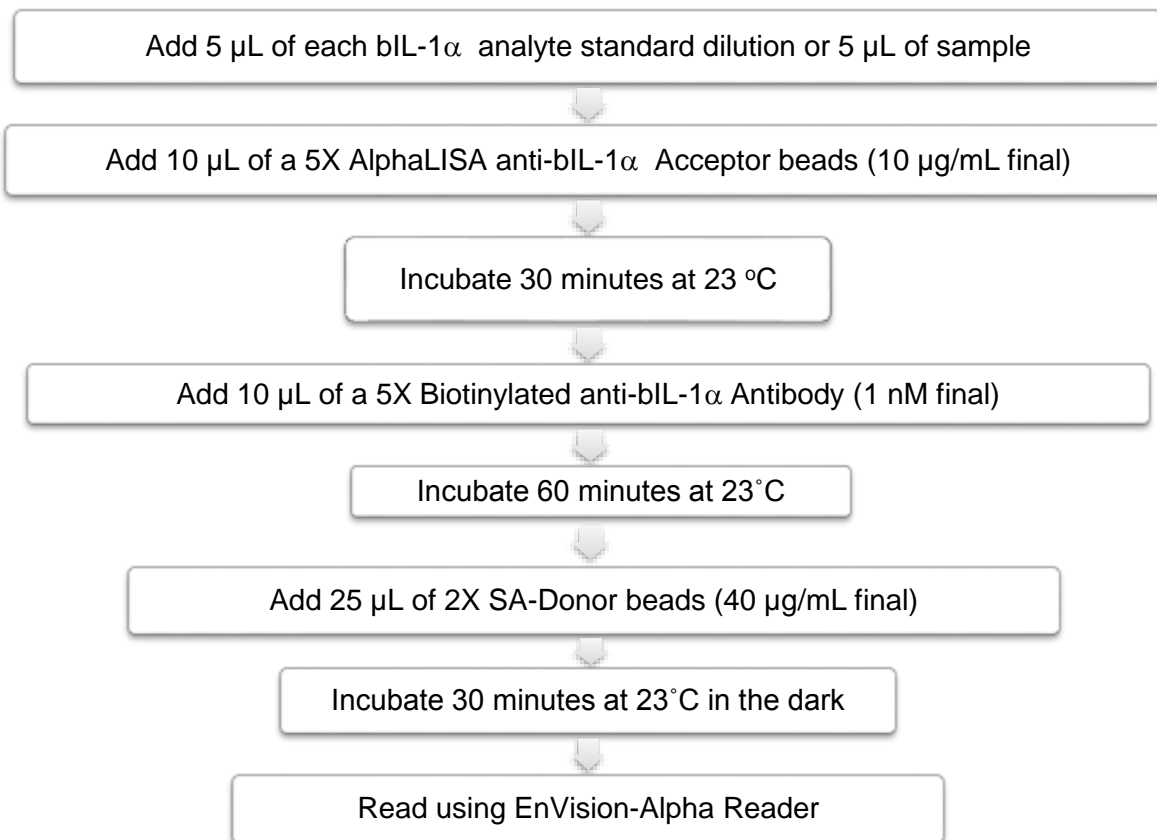 Add 5 µL of each bIL-1α analyte standard dilution or 5 µL of sample
Add 10 µL of a 5X AlphaLISA anti-bIL-1α Acceptor beads (10 µg/mL final)
Incubate 30 minutes at 23 ºC
Add 10 µL of a 5X Biotinylated anti-bIL-1α Antibody (1 nM final)
Incubate 60 minutes at 23˚C
Add 25 µL of 2X SA-Donor beads (40 µg/mL final)
Incubate 30 minutes at 23˚C in the dark
Read using EnVision-Alpha Reader